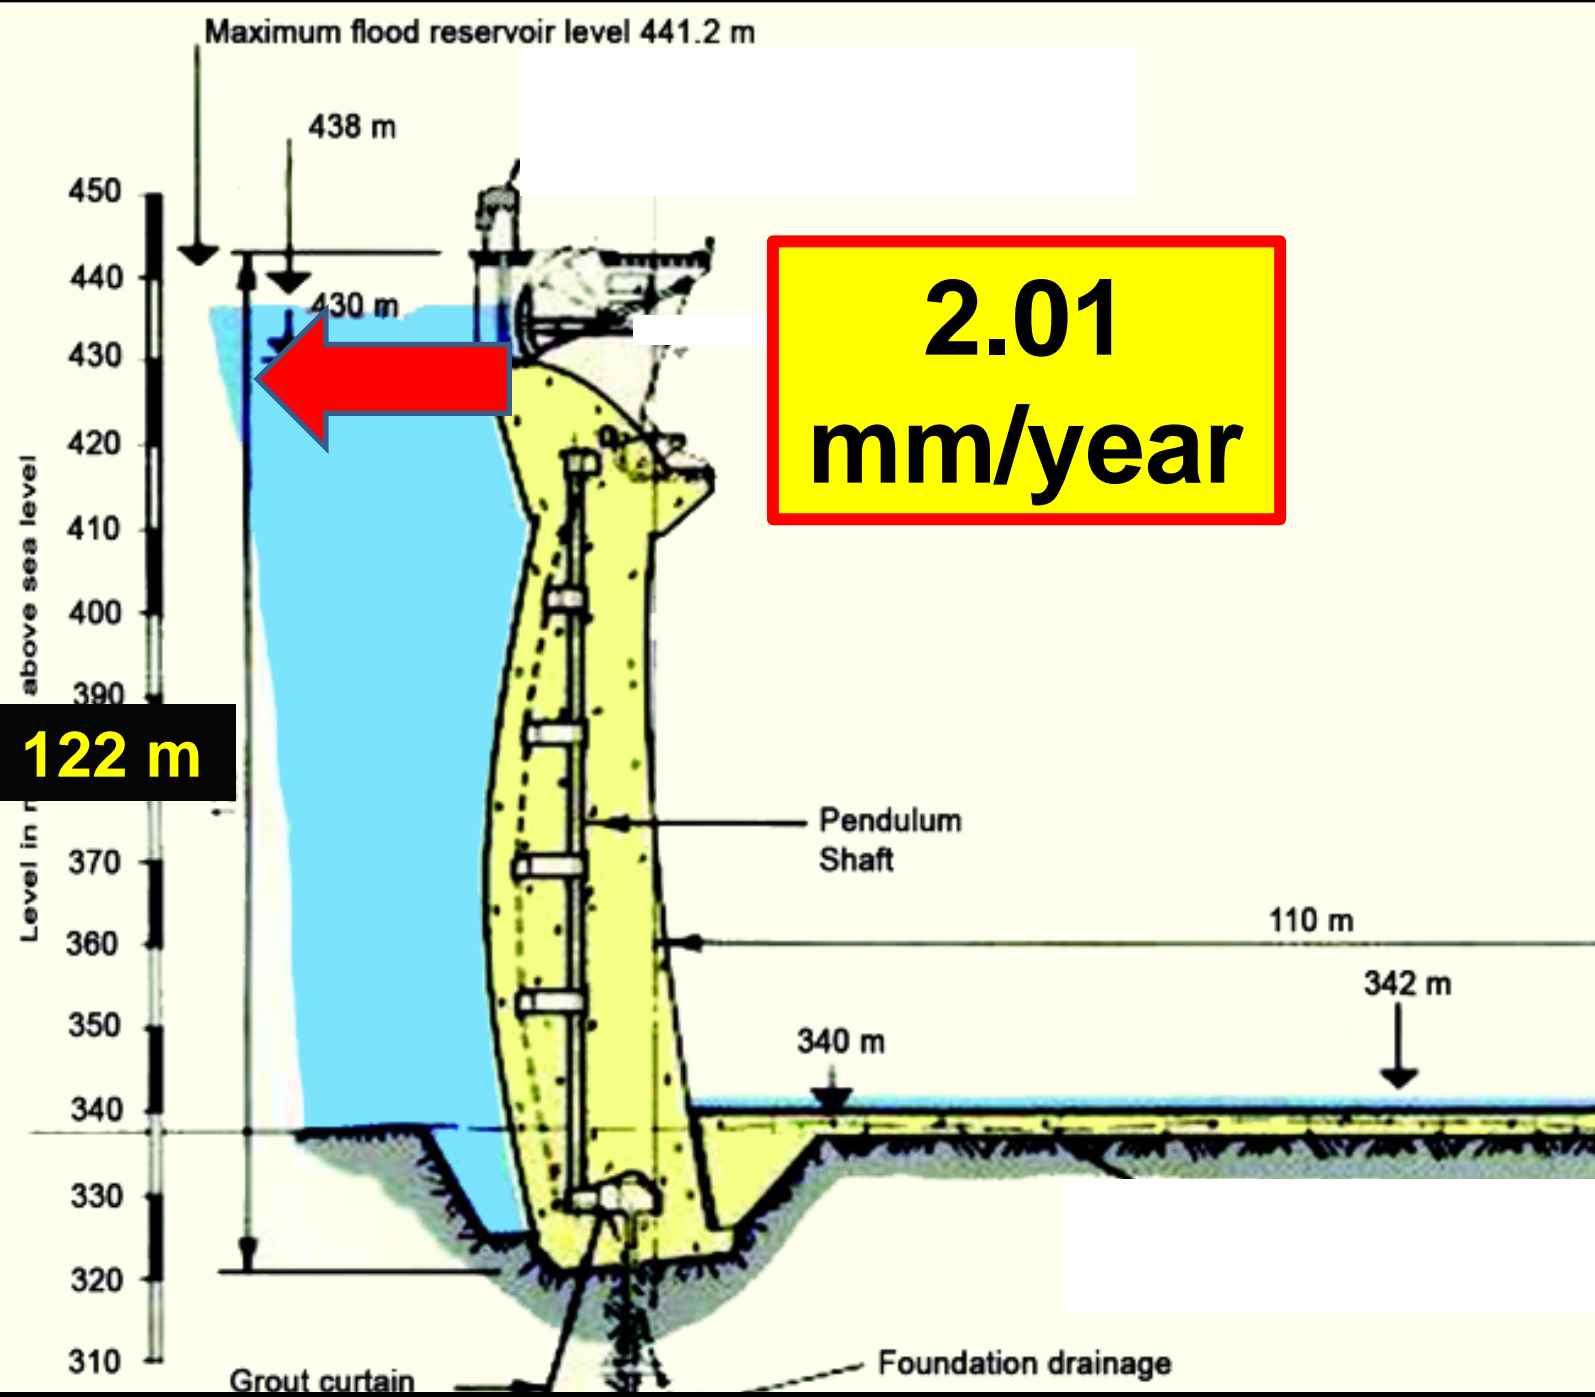 Maximum flood reservoir level 441.2 m
438 m
450
440
430 m
430
420
410
400
390
370
360
350
340
330
320
310
Level in
above sea level
122 m
2.01
mm/year
Pendulum
Shaft
110 m
342 m
340 m
Foundation drainage
Grout curtain